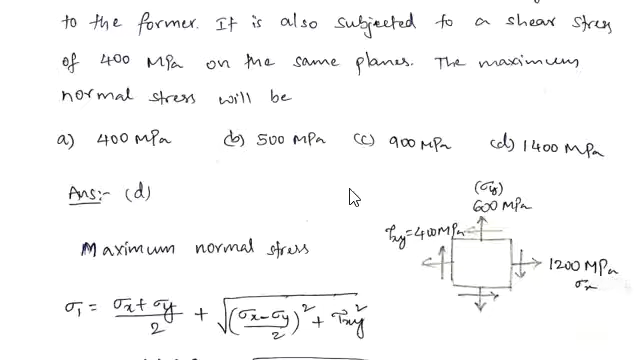 to the former. It is also subjected to a shear stress
of 400 MPa on the same planes. The maximum
normal stress will be
a) 400 MPa (b) 500 MPa (c) 900 MPa (d) 1400 MPa
Ans:- (d)
(σy)
600 MPa
τxy = 400MPa
Maximum normal stress
1200 MPa
σx
σ1 = σx + σy / 2 + √((σx - σy / 2)² + τxy²)